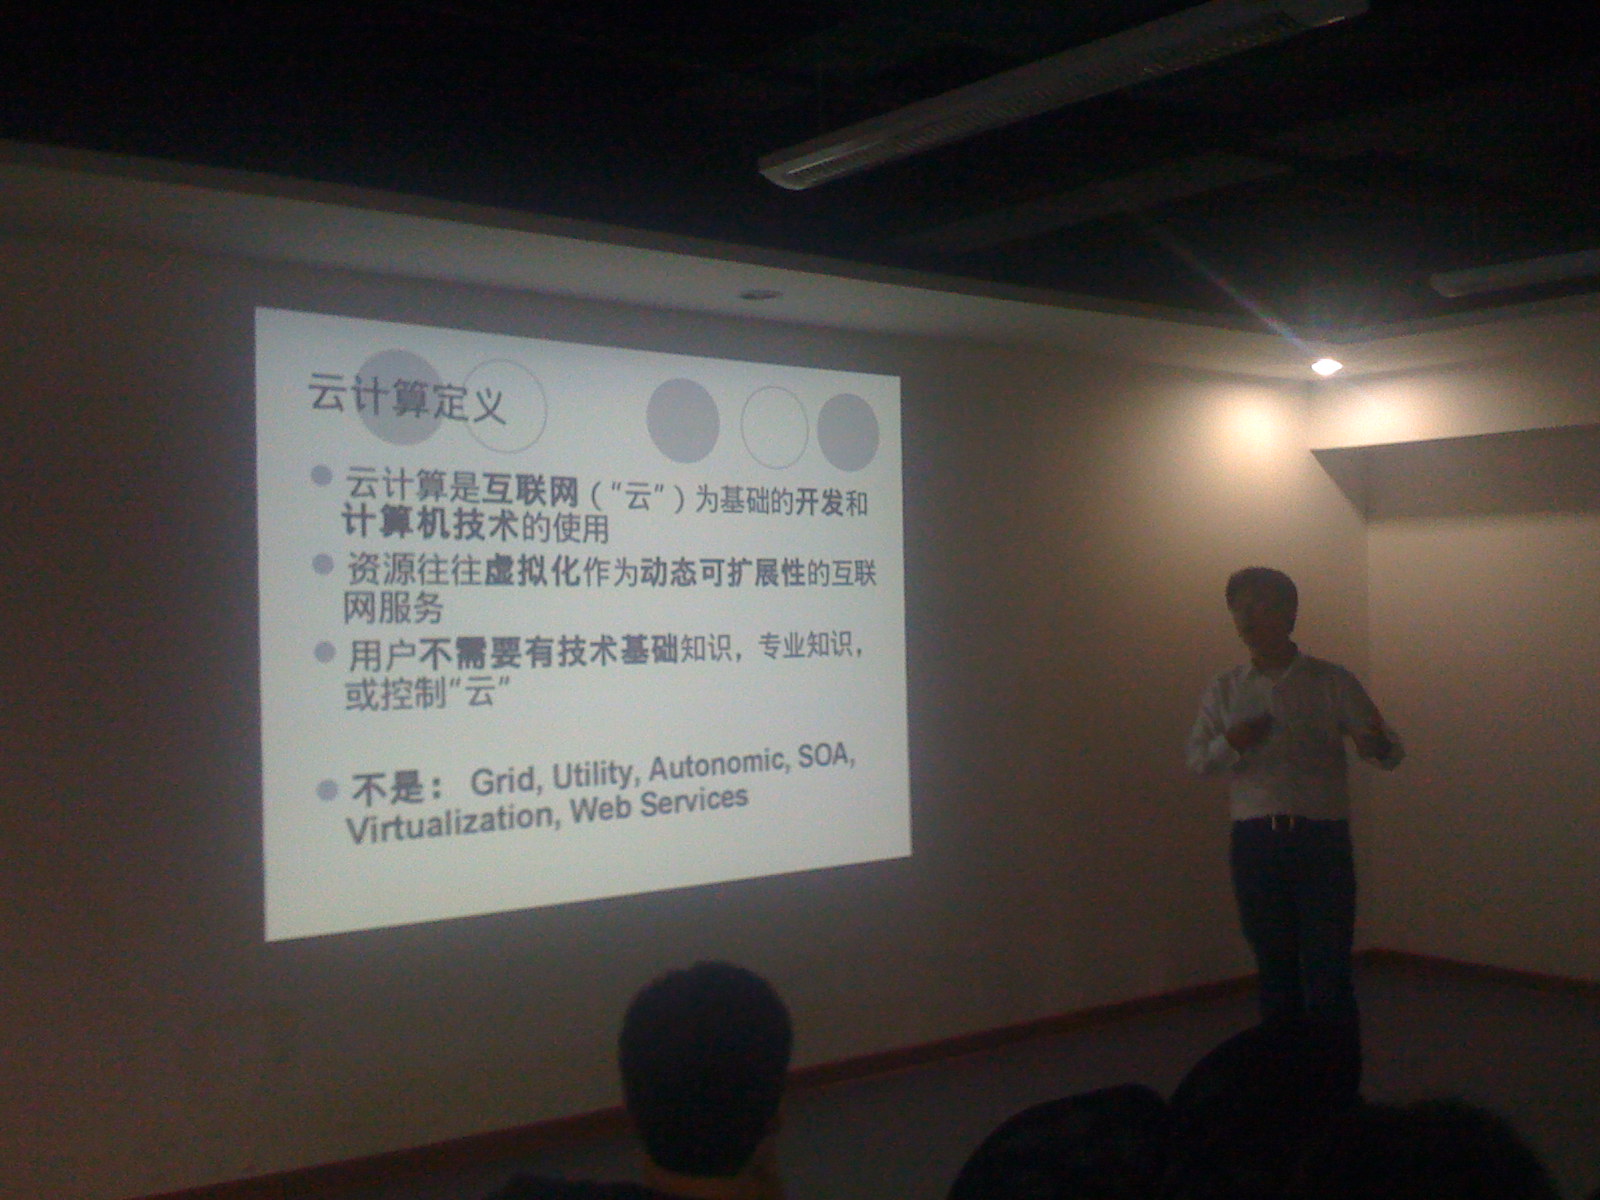 云计算定义
云计算是互联网（“云”）为基础的开发和
计算机技术的使用
资源往往虚拟化作为动态可扩展性的互联
网服务
用户不需要有技术基础知识，专业知识，
或控制“云”
不是： Grid, Utility, Autonomic, SOA,
Virtualization, Web Services